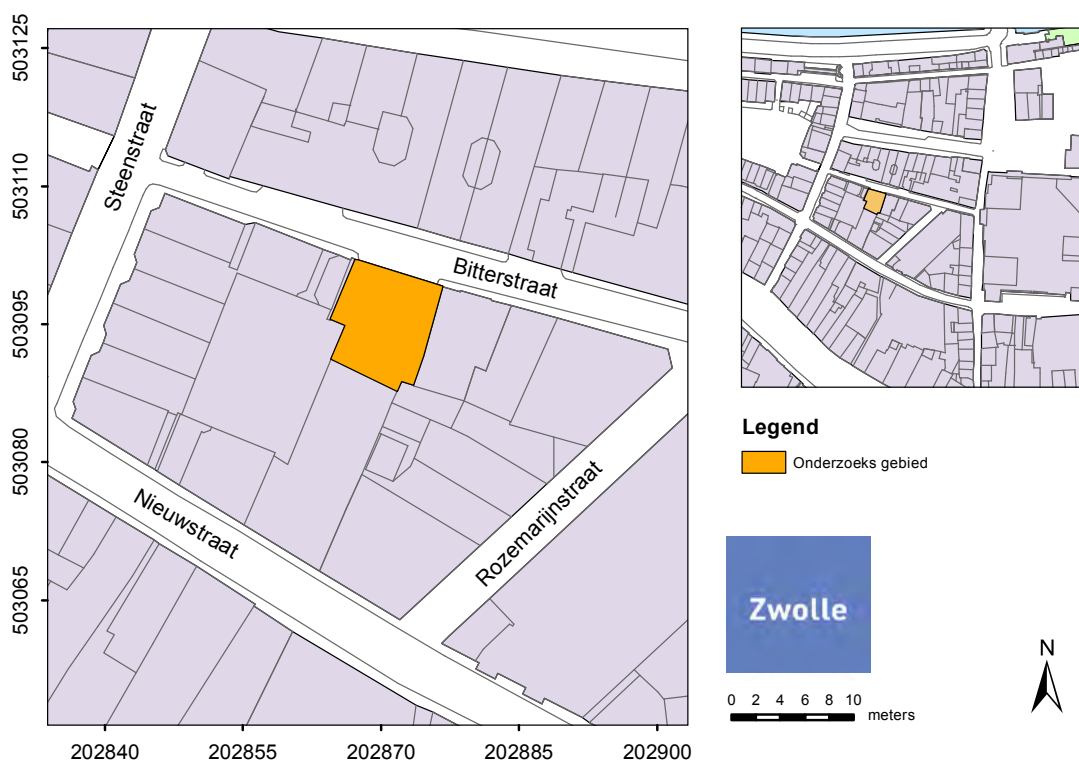 503125
503110
503095
503080
503065
Steenstraat
Bitterstraat
Nieuwstraat
Rozemarijnstraat
202840 202855 202870 202885 202900
Legend
Onderzoeks gebied
Zwolle
0 2 4 6 8 10
meters
N